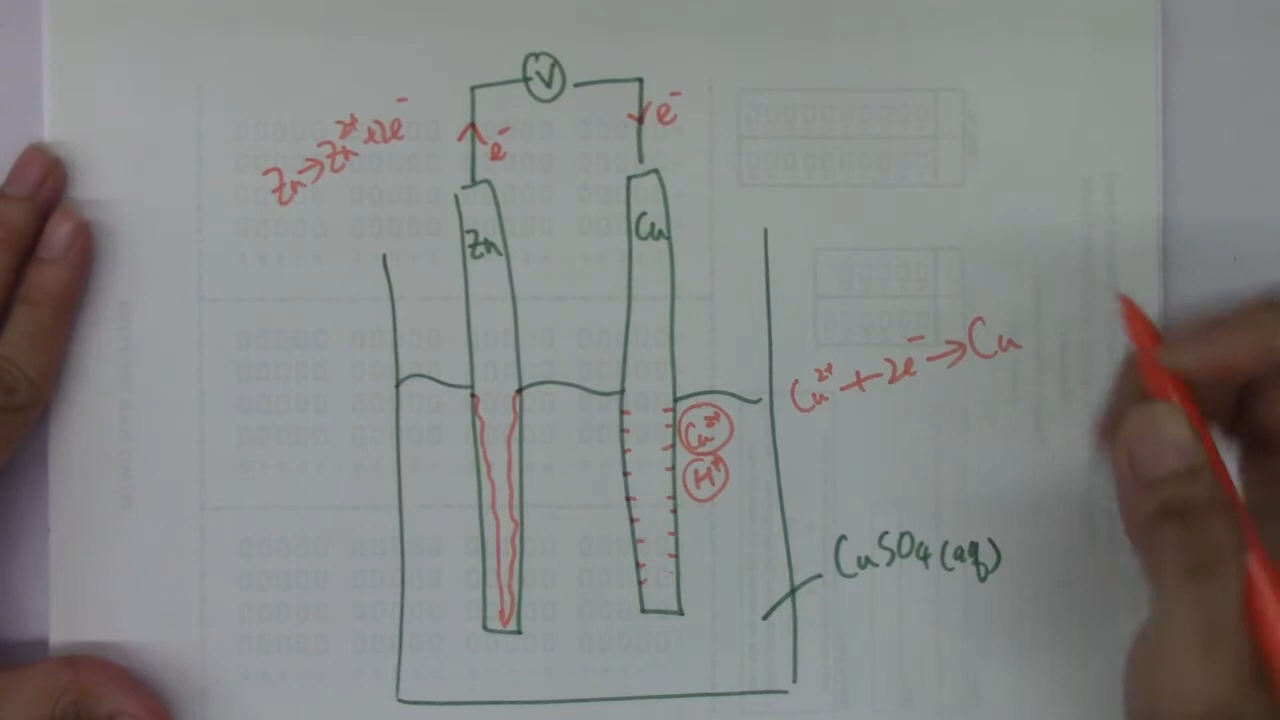 V
e⁻
e⁻
Zn→Zn²⁺+2e⁻
Zn
Cu
Cu²⁺+2e⁻→Cu
Cu²⁺
H⁺
CuSO₄(aq)